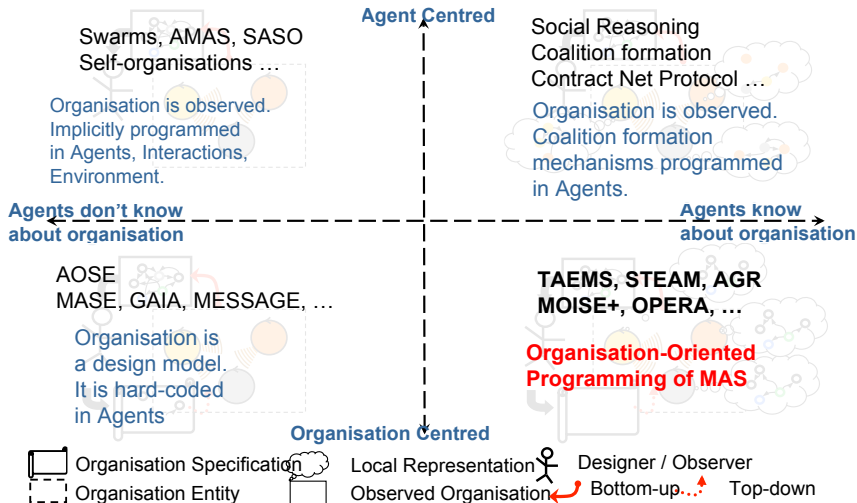 Agent Centred
Swarms, AMAS, SASO
Self-organisations …
Organisation is observed.
Implicitly programmed
in Agents, Interactions,
Environment.
Social Reasoning
Coalition formation
Contract Net Protocol …
Organisation is observed.
Coalition formation
mechanisms programmed
in Agents.
Agents don't know
about organisation
Agents know
about organisation
AOSE
MASE, GAIA, MESSAGE, …
Organisation is
a design model.
It is hard-coded
in Agents
TAEMS, STEAM, AGR
MOISE+, OPERA, …
Organisation-Oriented
Programming of MAS
Organisation Centred
Organisation Specification
Local Representation
Designer / Observer
Organisation Entity
Observed Organisation
Bottom-up
Top-down